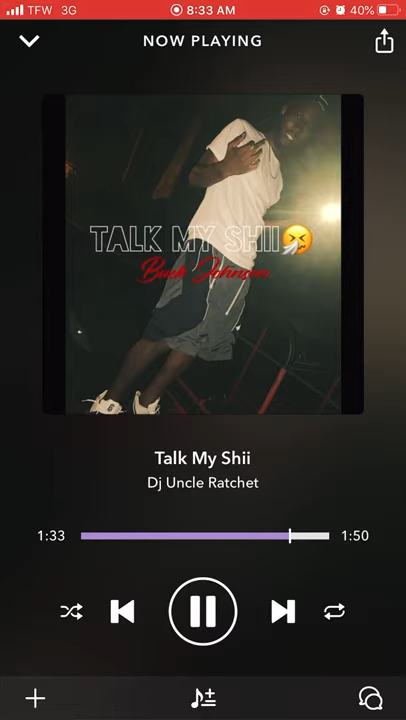 TFW 3G 8:33 AM 40%
NOW PLAYING
TALK MY SHII🤧
Buck Johnson
Talk My Shii
Dj Uncle Ratchet
1:33 1:50